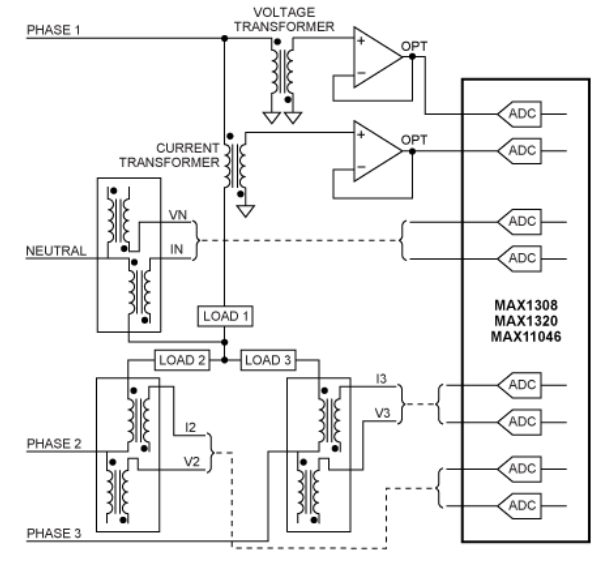 VOLTAGE
TRANSFORMER
PHASE 1
+
−
OPT
ADC
CURRENT
TRANSFORMER
+
−
OPT
ADC
VN
ADC
NEUTRAL
IN
ADC
MAX1308
MAX1320
MAX11046
LOAD 1
LOAD 2
LOAD 3
I3
ADC
V3
ADC
I2
PHASE 2
V2
ADC
ADC
PHASE 3